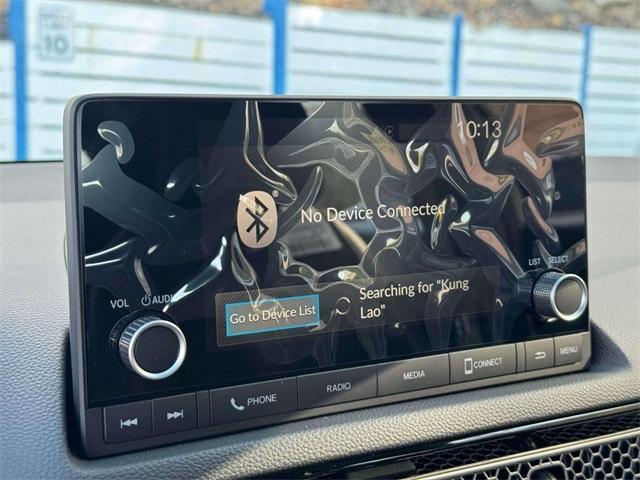 10
10:13
No Device Connected
Go to Device List
Searching for "Kung
Lao"
VOL
AUDIO
LIST SELECT
PHONE
RADIO
MEDIA
CONNECT
MENU